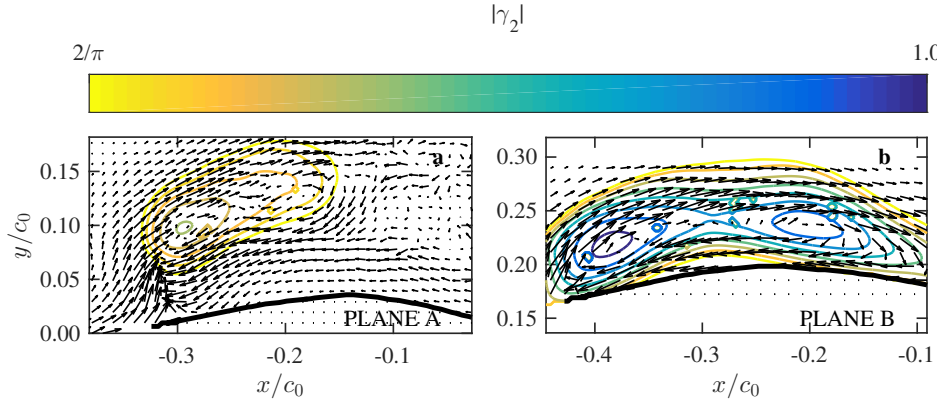 |γ₂|
2/π 1.0
a b
0.15 0.10 0.05 0.00
y/c₀
0.30 0.25 0.20 0.15
PLANE A PLANE B
-0.3 -0.2 -0.1 -0.4 -0.3 -0.2 -0.1
x/c₀ x/c₀